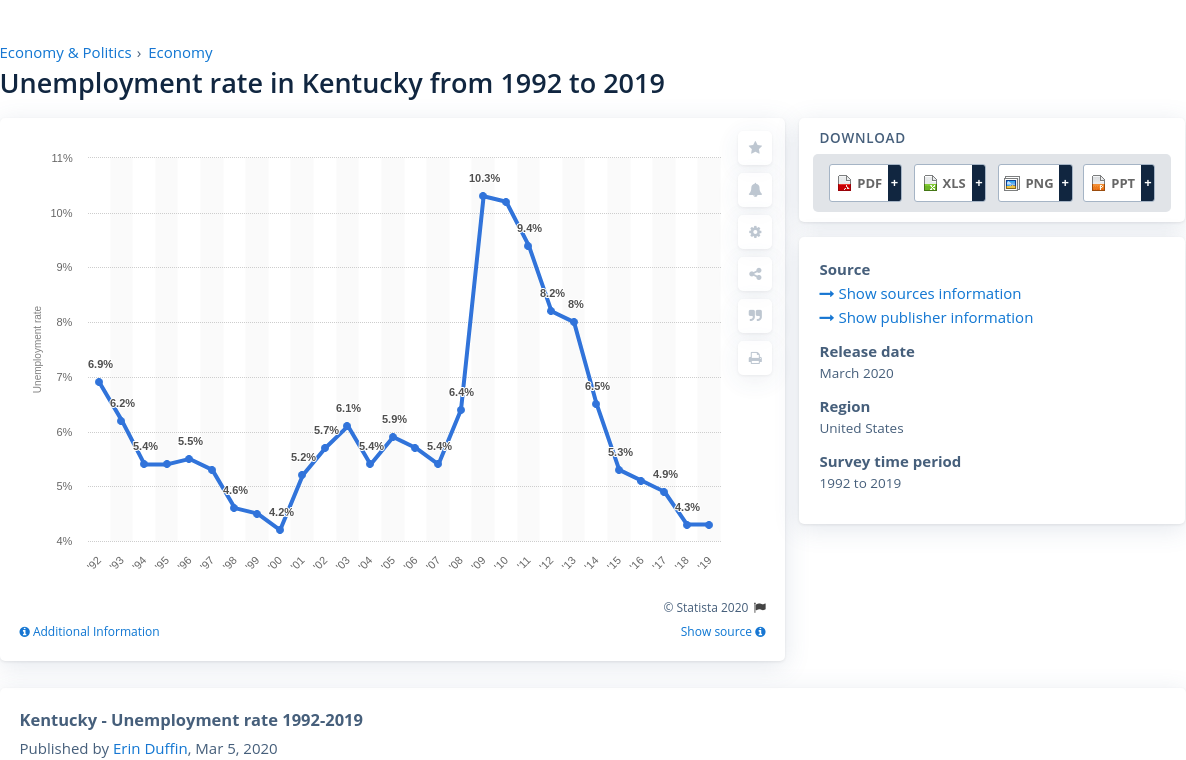 Economy & Politics › Economy
Unemployment rate in Kentucky from 1992 to 2019
11%
10%
9%
8%
7%
6%
5%
4%
Unemployment rate
6.9%
6.2%
5.4%
5.5%
4.6%
4.2%
5.2%
5.7%
6.1%
5.4%
5.9%
5.4%
6.4%
10.3%
9.4%
8.2%
8%
6.5%
5.3%
4.9%
4.3%
'92 '93 '94 '95 '96 '97 '98 '99 '00 '01 '02 '03 '04 '05 '06 '07 '08 '09 '10 '11 '12 '13 '14 '15 '16 '17 '18 '19
© Statista 2020
Additional Information
Show source
DOWNLOAD
PDF + XLS + PNG + PPT +
Source
Show sources information
Show publisher information
Release date
March 2020
Region
United States
Survey time period
1992 to 2019
Kentucky - Unemployment rate 1992-2019
Published by Erin Duffin, Mar 5, 2020